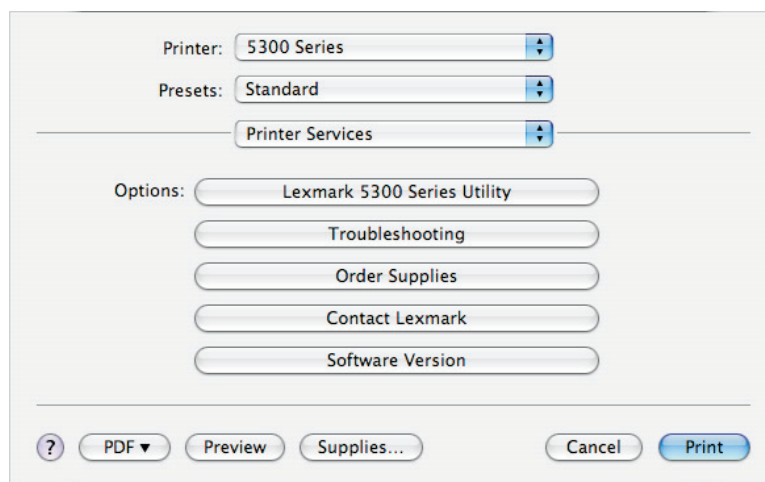 Printer: 5300 Series
Presets: Standard
Printer Services
Options: Lexmark 5300 Series Utility
Troubleshooting
Order Supplies
Contact Lexmark
Software Version
? PDF ▼ Preview Supplies... Cancel Print